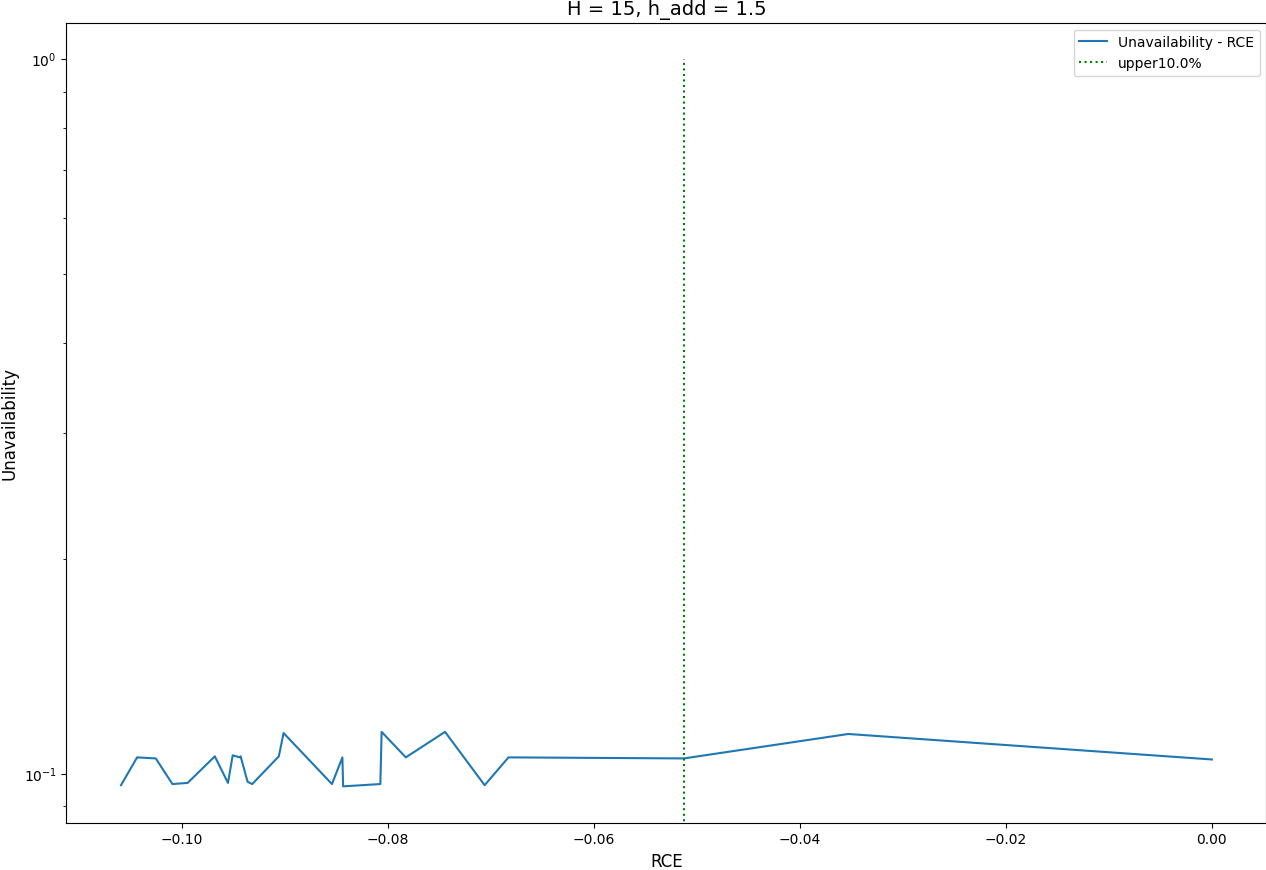 H = 15, h_add = 1.5
Unavailability - RCE
upper10.0%
10⁰
10⁻¹
Unavailability
−0.10 −0.08 −0.06 −0.04 −0.02 0.00
RCE